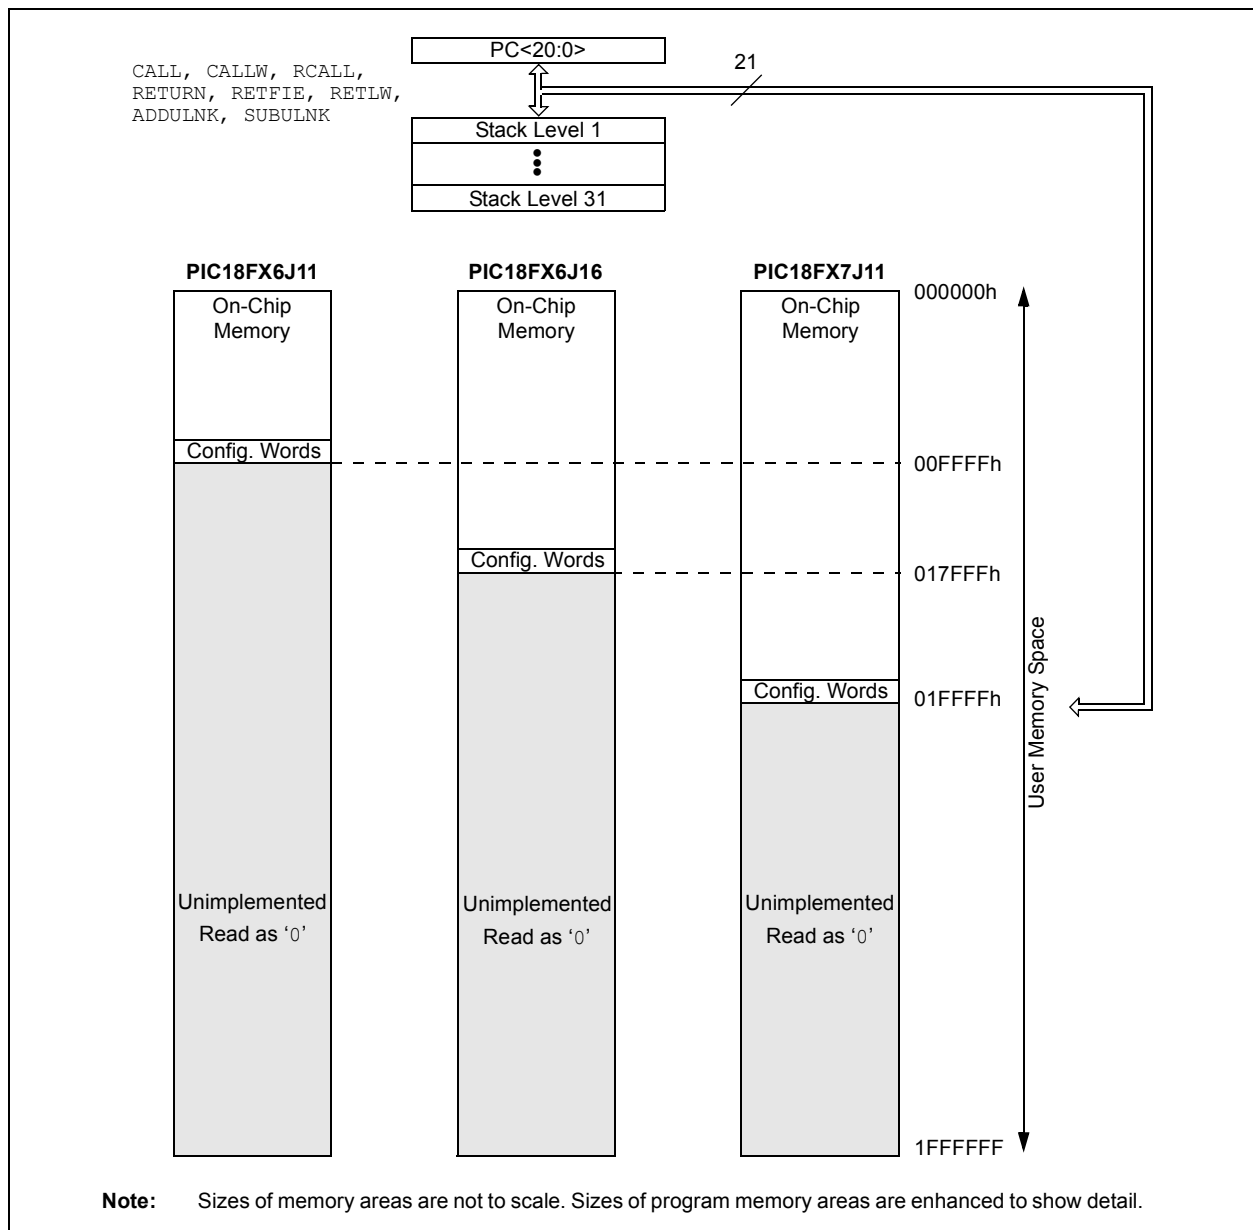 PC<20:0>
21
CALL, CALLW, RCALL,
RETURN, RETFIE, RETLW,
ADDULNK, SUBULNK
Stack Level 1
Stack Level 31
PIC18FX6J11
PIC18FX6J16
PIC18FX7J11
On-Chip
Memory
On-Chip
Memory
On-Chip
Memory
000000h
Config. Words
00FFFFh
Config. Words
017FFFh
Config. Words
01FFFFh
User Memory Space
Unimplemented
Read as ‘0’
Unimplemented
Read as ‘0’
Unimplemented
Read as ‘0’
1FFFFFF
Note: Sizes of memory areas are not to scale. Sizes of program memory areas are enhanced to show detail.